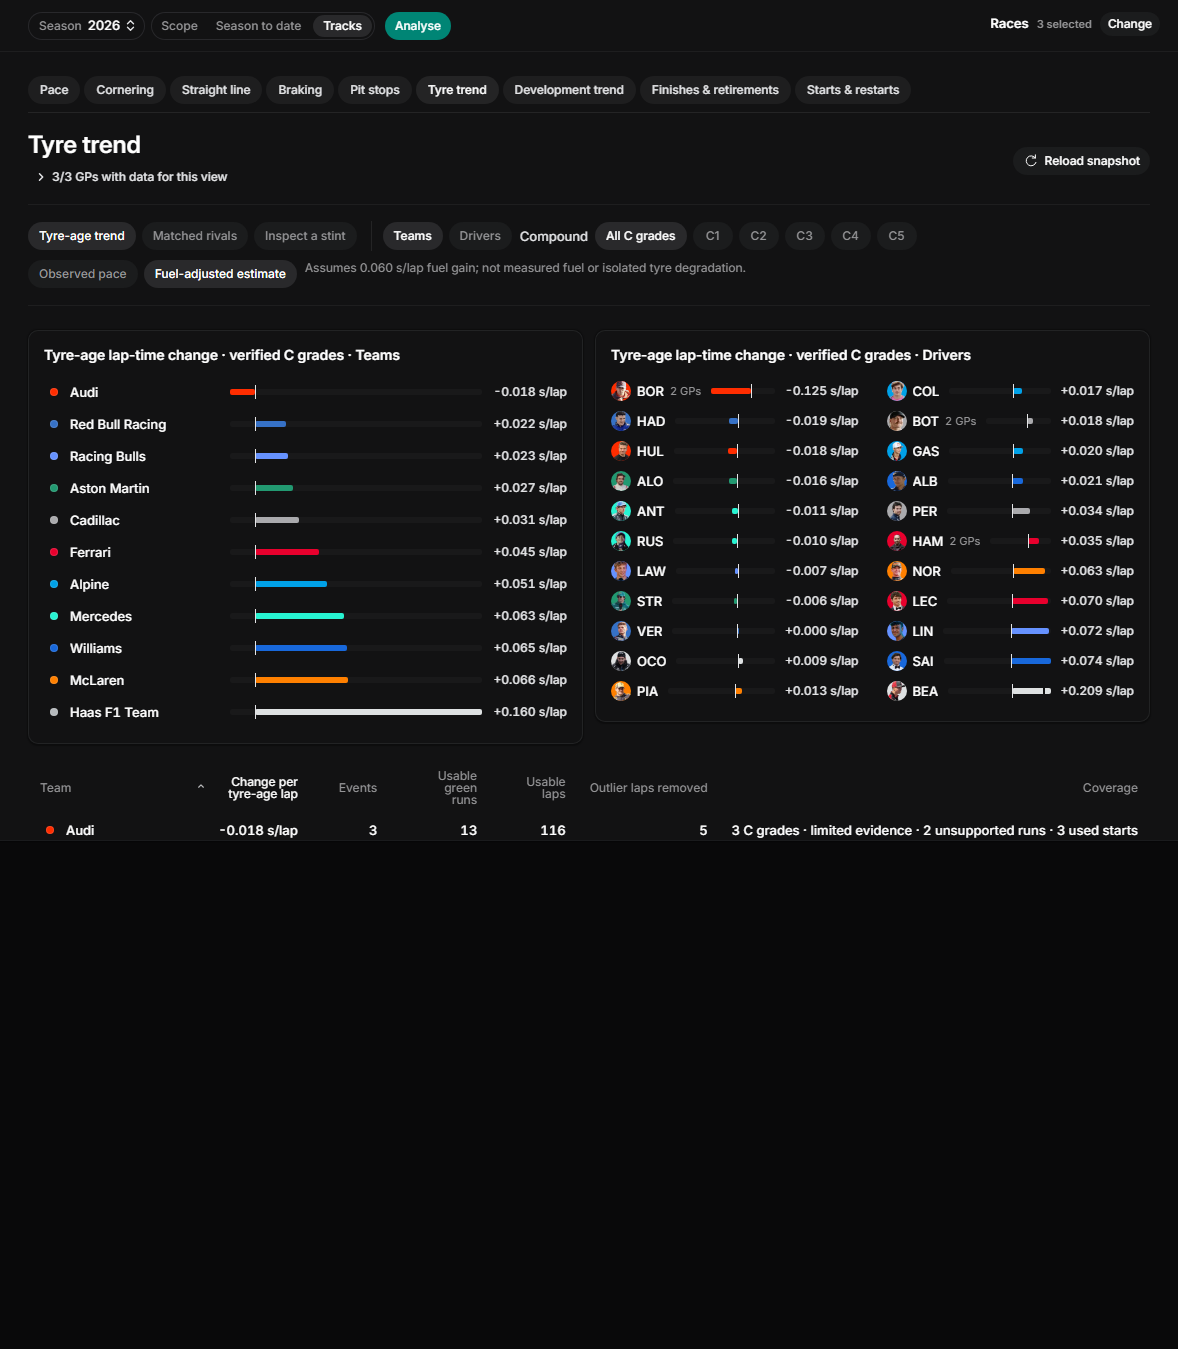 Season 2026
Scope Season to date Tracks
Analyse
Races 3 selected Change
Pace Cornering Straight line Braking Pit stops Tyre trend Development trend Finishes & retirements Starts & restarts
Tyre trend
3/3 GPs with data for this view
Reload snapshot
Tyre-age trend Matched rivals Inspect a stint Teams Drivers Compound All C grades C1 C2 C3 C4 C5
Observed pace Fuel-adjusted estimate Assumes 0.060 s/lap fuel gain; not measured fuel or isolated tyre degradation.
Tyre-age lap-time change · verified C grades · Teams
Audi -0.018 s/lap
Red Bull Racing +0.022 s/lap
Racing Bulls +0.023 s/lap
Aston Martin +0.027 s/lap
Cadillac +0.031 s/lap
Ferrari +0.045 s/lap
Alpine +0.051 s/lap
Mercedes +0.063 s/lap
Williams +0.065 s/lap
McLaren +0.066 s/lap
Haas F1 Team +0.160 s/lap
Tyre-age lap-time change · verified C grades · Drivers
BOR 2 GPs -0.125 s/lap
HAD -0.019 s/lap
HUL -0.018 s/lap
ALO -0.016 s/lap
ANT -0.011 s/lap
RUS -0.010 s/lap
LAW -0.007 s/lap
STR -0.006 s/lap
VER +0.000 s/lap
OCO +0.009 s/lap
PIA +0.013 s/lap
COL +0.017 s/lap
BOT 2 GPs +0.018 s/lap
GAS +0.020 s/lap
ALB +0.021 s/lap
PER +0.034 s/lap
HAM 2 GPs +0.035 s/lap
NOR +0.063 s/lap
LEC +0.070 s/lap
LIN +0.072 s/lap
SAI +0.074 s/lap
BEA +0.209 s/lap
Team Change per tyre-age lap Events Usable green runs Usable laps Outlier laps removed Coverage
Audi -0.018 s/lap 3 13 116 5 3 C grades · limited evidence · 2 unsupported runs · 3 used starts